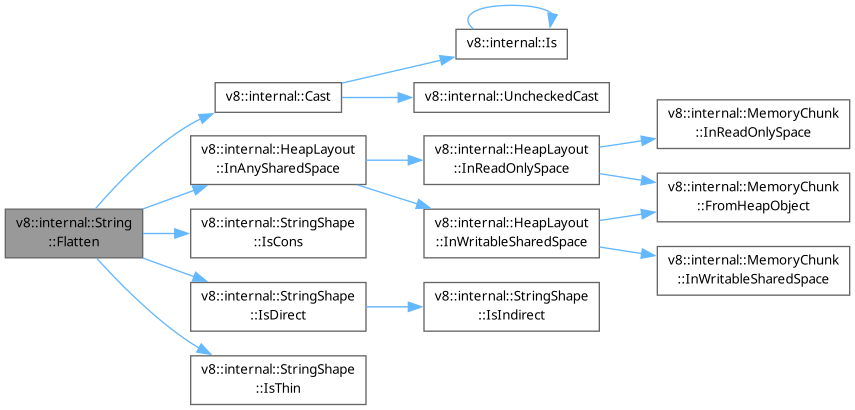 v8::internal::Is
v8::internal::Cast
v8::internal::UncheckedCast
v8::internal::MemoryChunk
::InReadOnlySpace
v8::internal::HeapLayout
::InAnySharedSpace
v8::internal::HeapLayout
::InReadOnlySpace
v8::internal::MemoryChunk
::FromHeapObject
v8::internal::String
::Flatten
v8::internal::StringShape
::IsCons
v8::internal::HeapLayout
::InWritableSharedSpace
v8::internal::MemoryChunk
::InWritableSharedSpace
v8::internal::StringShape
::IsDirect
v8::internal::StringShape
::IsIndirect
v8::internal::StringShape
::IsThin